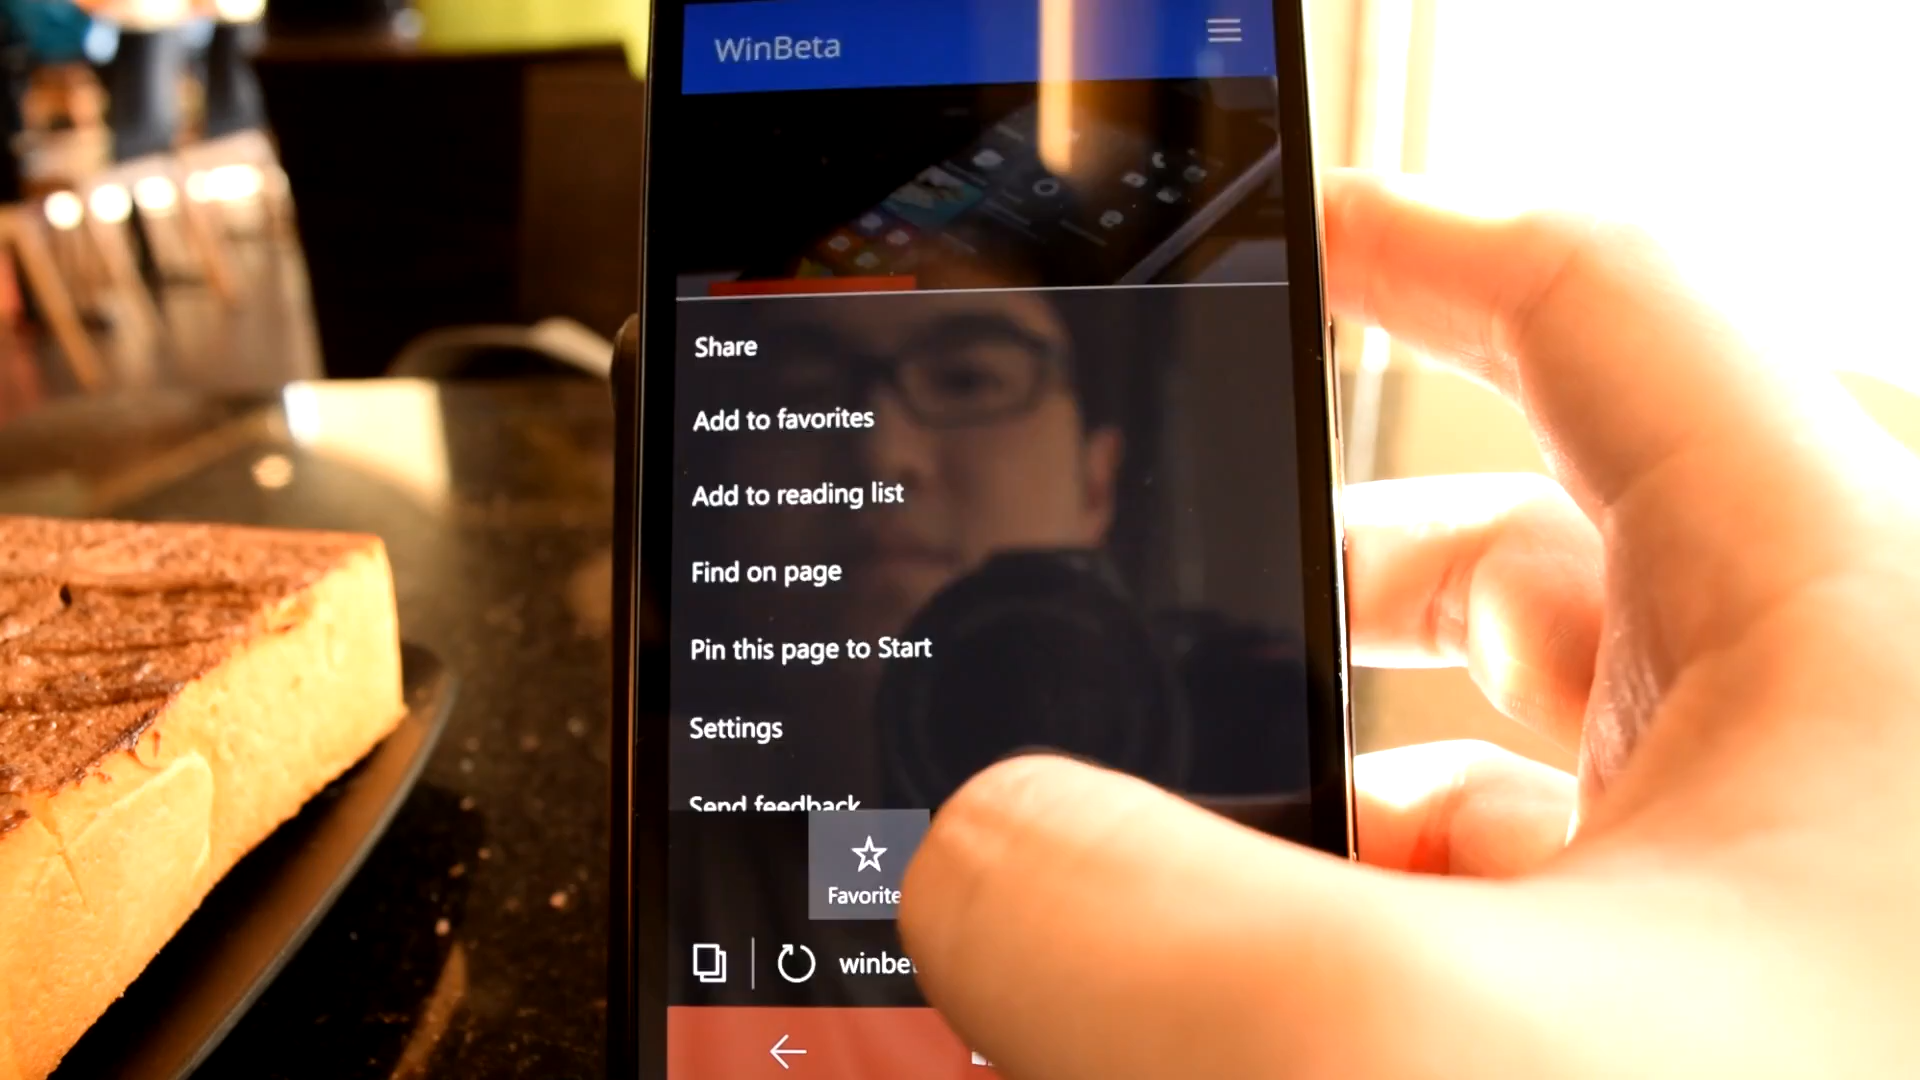 WinBeta
Share
Add to favorites
Add to reading list
Find on page
Pin this page to Start
Settings
Send feedback
Favorite
winbe